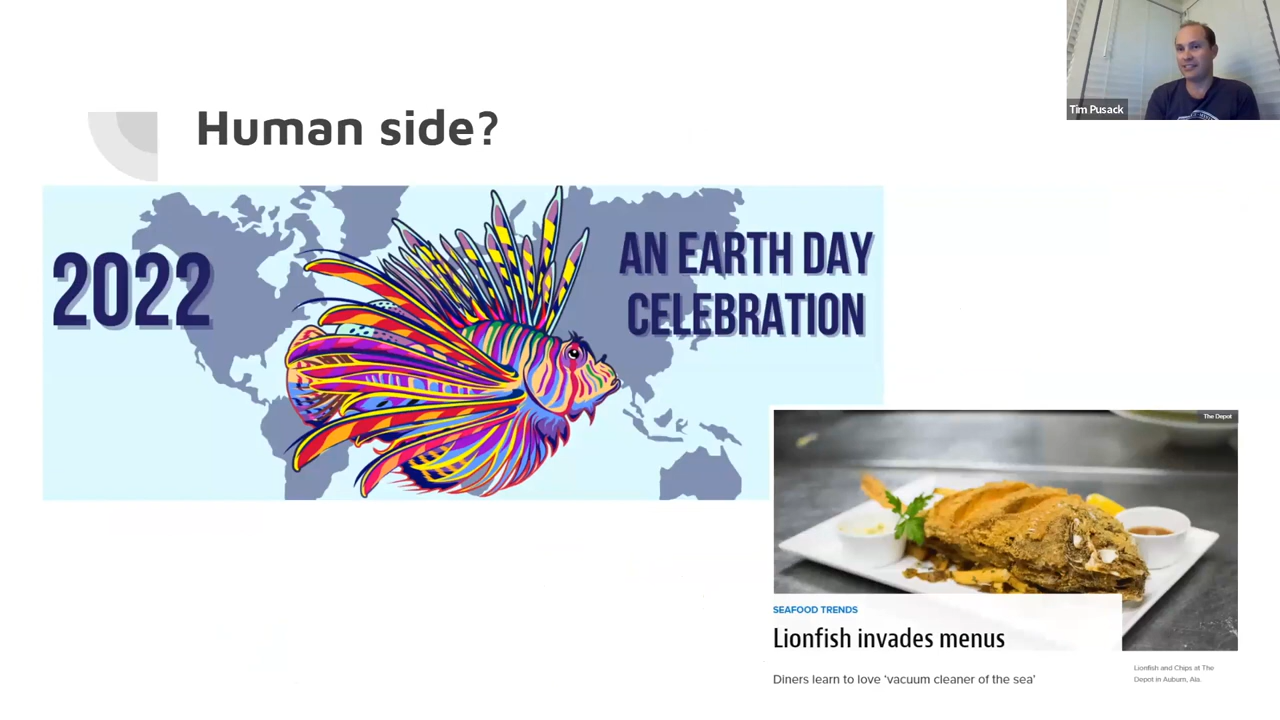 Tim Pusack
Human side?
2022
AN EARTH DAY
CELEBRATION
The Depot
SEAFOOD TRENDS
Lionfish invades menus
Diners learn to love 'vacuum cleaner of the sea'
Lionfish and Chips at The
Depot in Auburn, Ala.